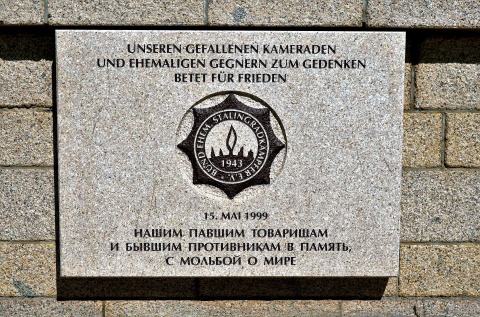 UNSEREN GEFALLENEN KAMERADEN
UND EHEMALIGEN GEGNERN ZUM GEDENKEN
BETET FÜR FRIEDEN
BUND EHEM. STALINGRADKÄMPFER E.V.
1943
15. MAI 1999
НАШИМ ПАВШИМ ТОВАРИЩАМ
И БЫВШИМ ПРОТИВНИКАМ В ПАМЯТЬ,
С МОЛЬБОЙ О МИРЕ